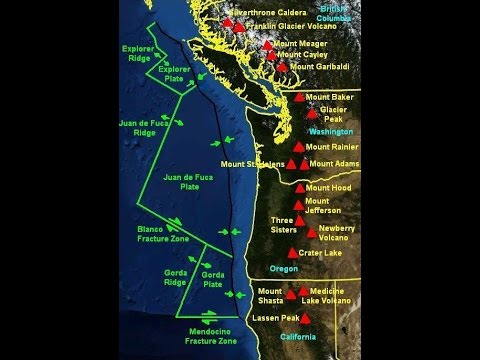 Silverthrone Caldera
British
Columbia
Franklin Glacier Volcano
Explorer
Ridge
Explorer
Plate
Mount Meager
Mount Cayley
Mount Garibaldi
Mount Baker
Glacier
Peak
Juan de Fuca
Ridge
Washington
Mount Rainier
Mount St. Helens
Mount Adams
Juan de Fuca
Plate
Mount Hood
Mount
Jefferson
Three
Sisters
Newberry
Volcano
Blanco
Fracture Zone
Crater Lake
Oregon
Gorda
Ridge
Gorda
Plate
Mount
Shasta
Medicine
Lake Volcano
Lassen Peak
Mendocino
Fracture Zone
California